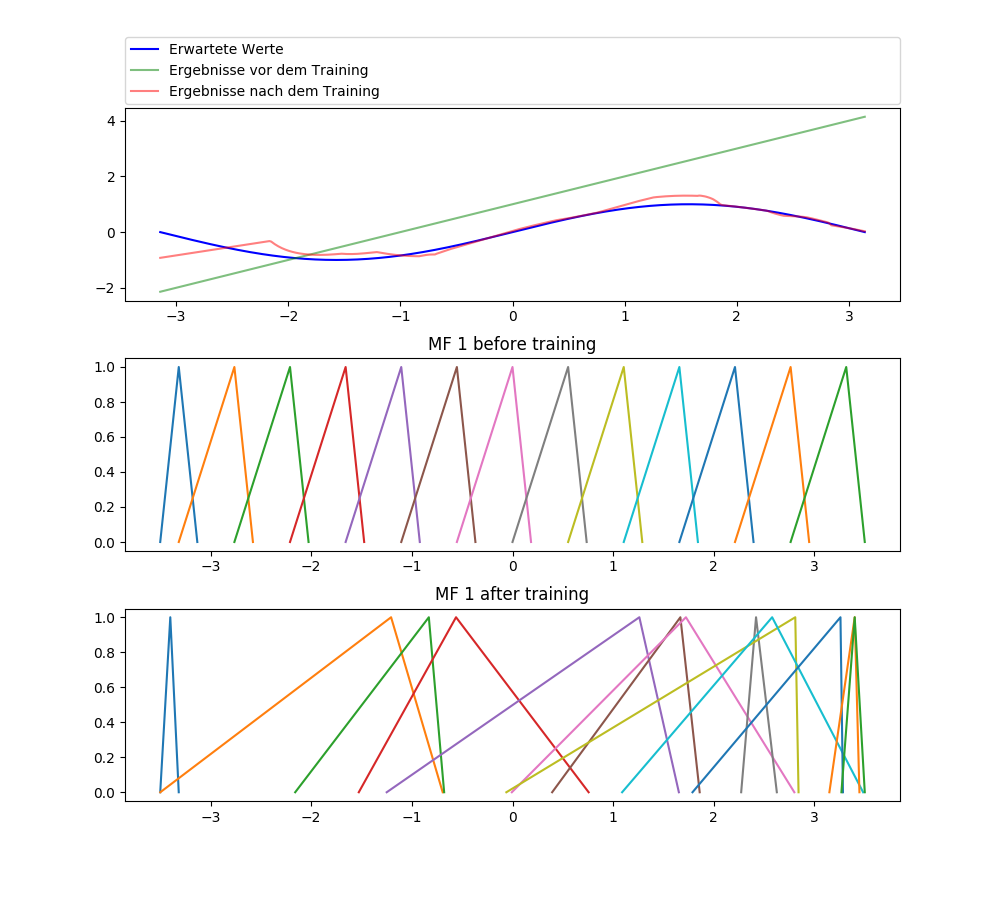 Erwartete Werte
Ergebnisse vor dem Training
Ergebnisse nach dem Training
4
2
0
−2
−3 −2 −1 0 1 2 3
MF 1 before training
1.0
0.8
0.6
0.4
0.2
0.0
−3 −2 −1 0 1 2 3
MF 1 after training
1.0
0.8
0.6
0.4
0.2
0.0
−3 −2 −1 0 1 2 3